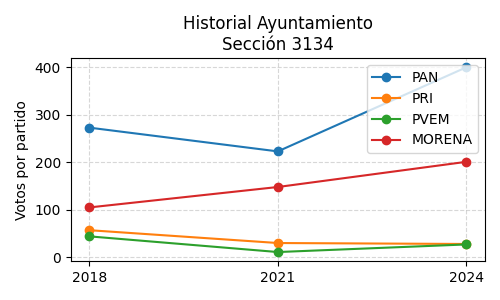 Historial Ayuntamiento
Sección 3134
Votos por partido
400
300
200
100
0
2018
2021
2024
PAN
PRI
PVEM
MORENA